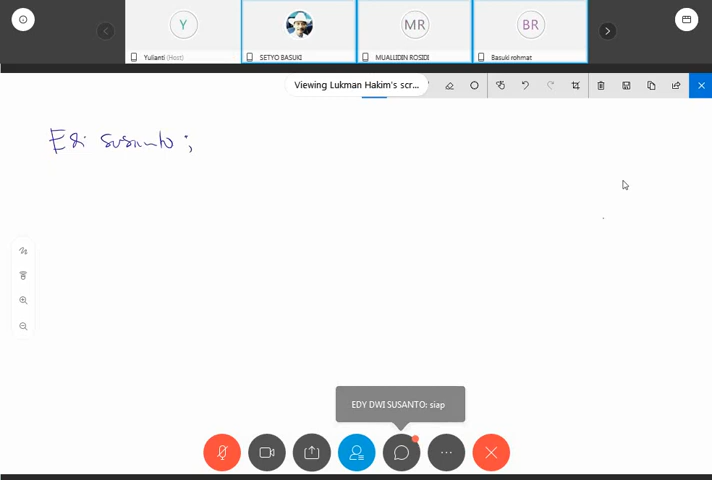 Y
MR
BR
Yulianti (Host)
SETYO BASUKI
MUALLIDIN ROSIDI
Basuki rohmat
Viewing Lukman Hakim's scr...
Edi susanto ;
EDY DWI SUSANTO: siap